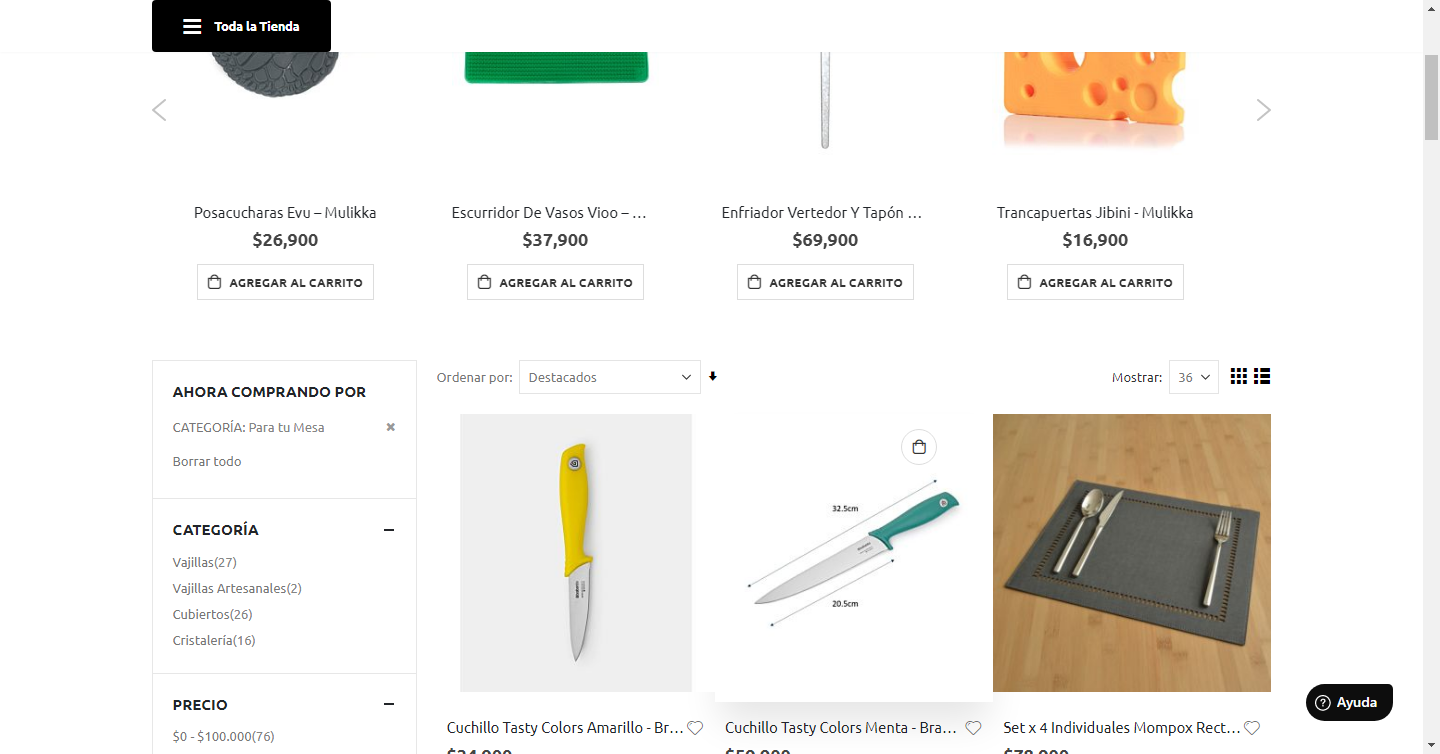 Toda la Tienda
Posacucharas Evu – Mulikka
$26,900
AGREGAR AL CARRITO
Escurridor De Vasos Vioo – ...
$37,900
AGREGAR AL CARRITO
Enfriador Vertedor Y Tapón ...
$69,900
AGREGAR AL CARRITO
Trancapuertas Jibini - Mulikka
$16,900
AGREGAR AL CARRITO
AHORA COMPRANDO POR
CATEGORÍA: Para tu Mesa
Borrar todo
CATEGORÍA
Vajillas(27)
Vajillas Artesanales(2)
Cubiertos(26)
Cristalería(16)
PRECIO
$0 - $100.000(76)
Ordenar por: Destacados
Mostrar: 36
32.5cm
20.5cm
Cuchillo Tasty Colors Amarillo - Br...
Cuchillo Tasty Colors Menta - Bra...
Set x 4 Individuales Mompox Rect...
Ayuda